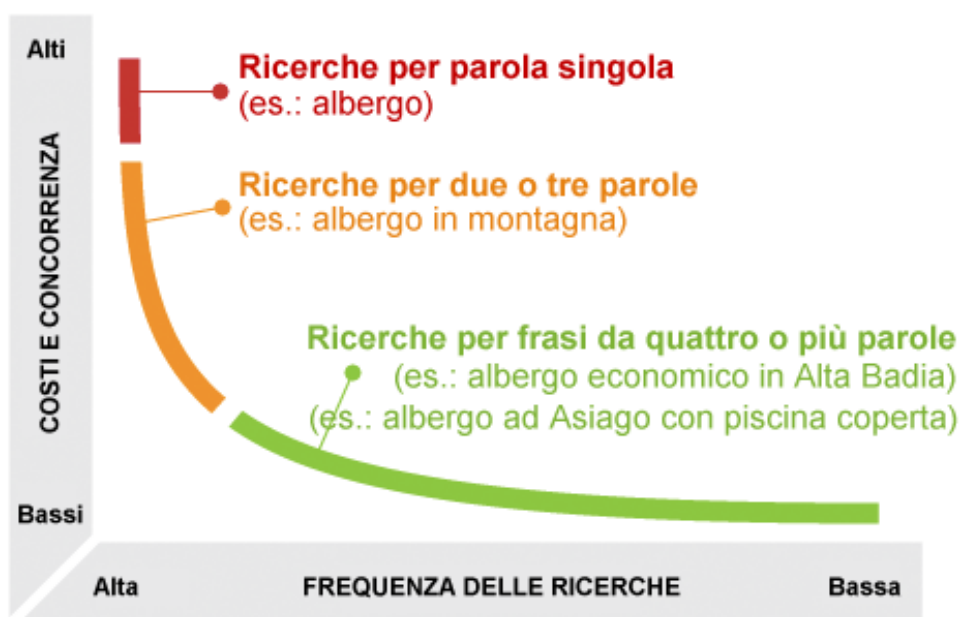 Alti
Ricerche per parola singola
(es.: albergo)
COSTI E CONCORRENZA
Ricerche per due o tre parole
(es.: albergo in montagna)
Ricerche per frasi da quattro o più parole
(es.: albergo economico in Alta Badia)
(es.: albergo ad Asiago con piscina coperta)
Bassi
Alta
FREQUENZA DELLE RICERCHE
Bassa